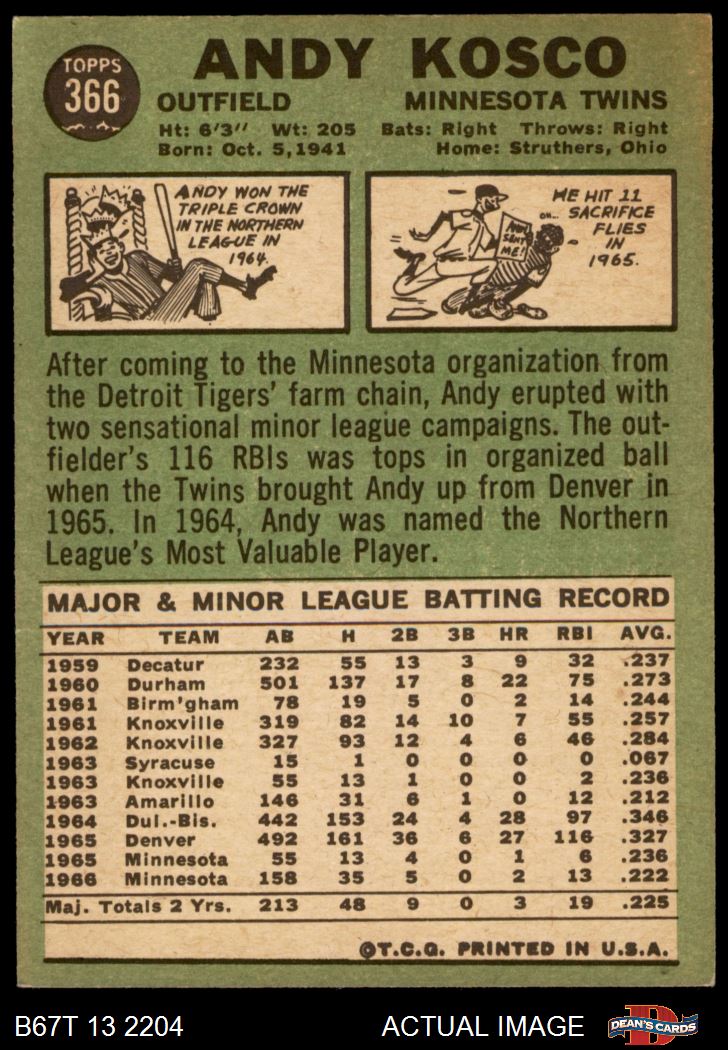 TOPPS
366
ANDY KOSCO
OUTFIELD MINNESOTA TWINS
Ht: 6'3" Wt: 205 Bats: Right Throws: Right
Born: Oct. 5, 1941 Home: Struthers, Ohio
ANDY WON THE
TRIPLE CROWN
IN THE NORTHERN
LEAGUE IN
1964.
HE HIT 11
SACRIFICE
FLIES
IN
1965.
OH...
SENT
ME!
After coming to the Minnesota organization from
the Detroit Tigers' farm chain, Andy erupted with
two sensational minor league campaigns. The out-
fielder's 116 RBIs was tops in organized ball
when the Twins brought Andy up from Denver in
1965. In 1964, Andy was named the Northern
League's Most Valuable Player.
MAJOR & MINOR LEAGUE BATTING RECORD
YEAR TEAM AB H 2B 3B HR RBI AVG.
1959 Decatur 232 55 13 3 9 32 .237
1960 Durham 501 137 17 8 22 75 .273
1961 Birm'gham 78 19 5 0 2 14 .244
1961 Knoxville 319 82 14 10 7 55 .257
1962 Knoxville 327 93 12 4 6 46 .284
1963 Syracuse 15 1 0 0 0 0 .067
1963 Knoxville 55 13 1 0 0 2 .236
1963 Amarillo 146 31 6 1 0 12 .212
1964 Dul.-Bis. 442 153 24 4 28 97 .346
1965 Denver 492 161 36 6 27 116 .327
1965 Minnesota 55 13 4 0 1 6 .236
1966 Minnesota 158 35 5 0 2 13 .222
Maj. Totals 2 Yrs. 213 48 9 0 3 19 .225
©T.C.G. PRINTED IN U.S.A.
B67T 13 2204 ACTUAL IMAGE
D
DEAN'S CARDS